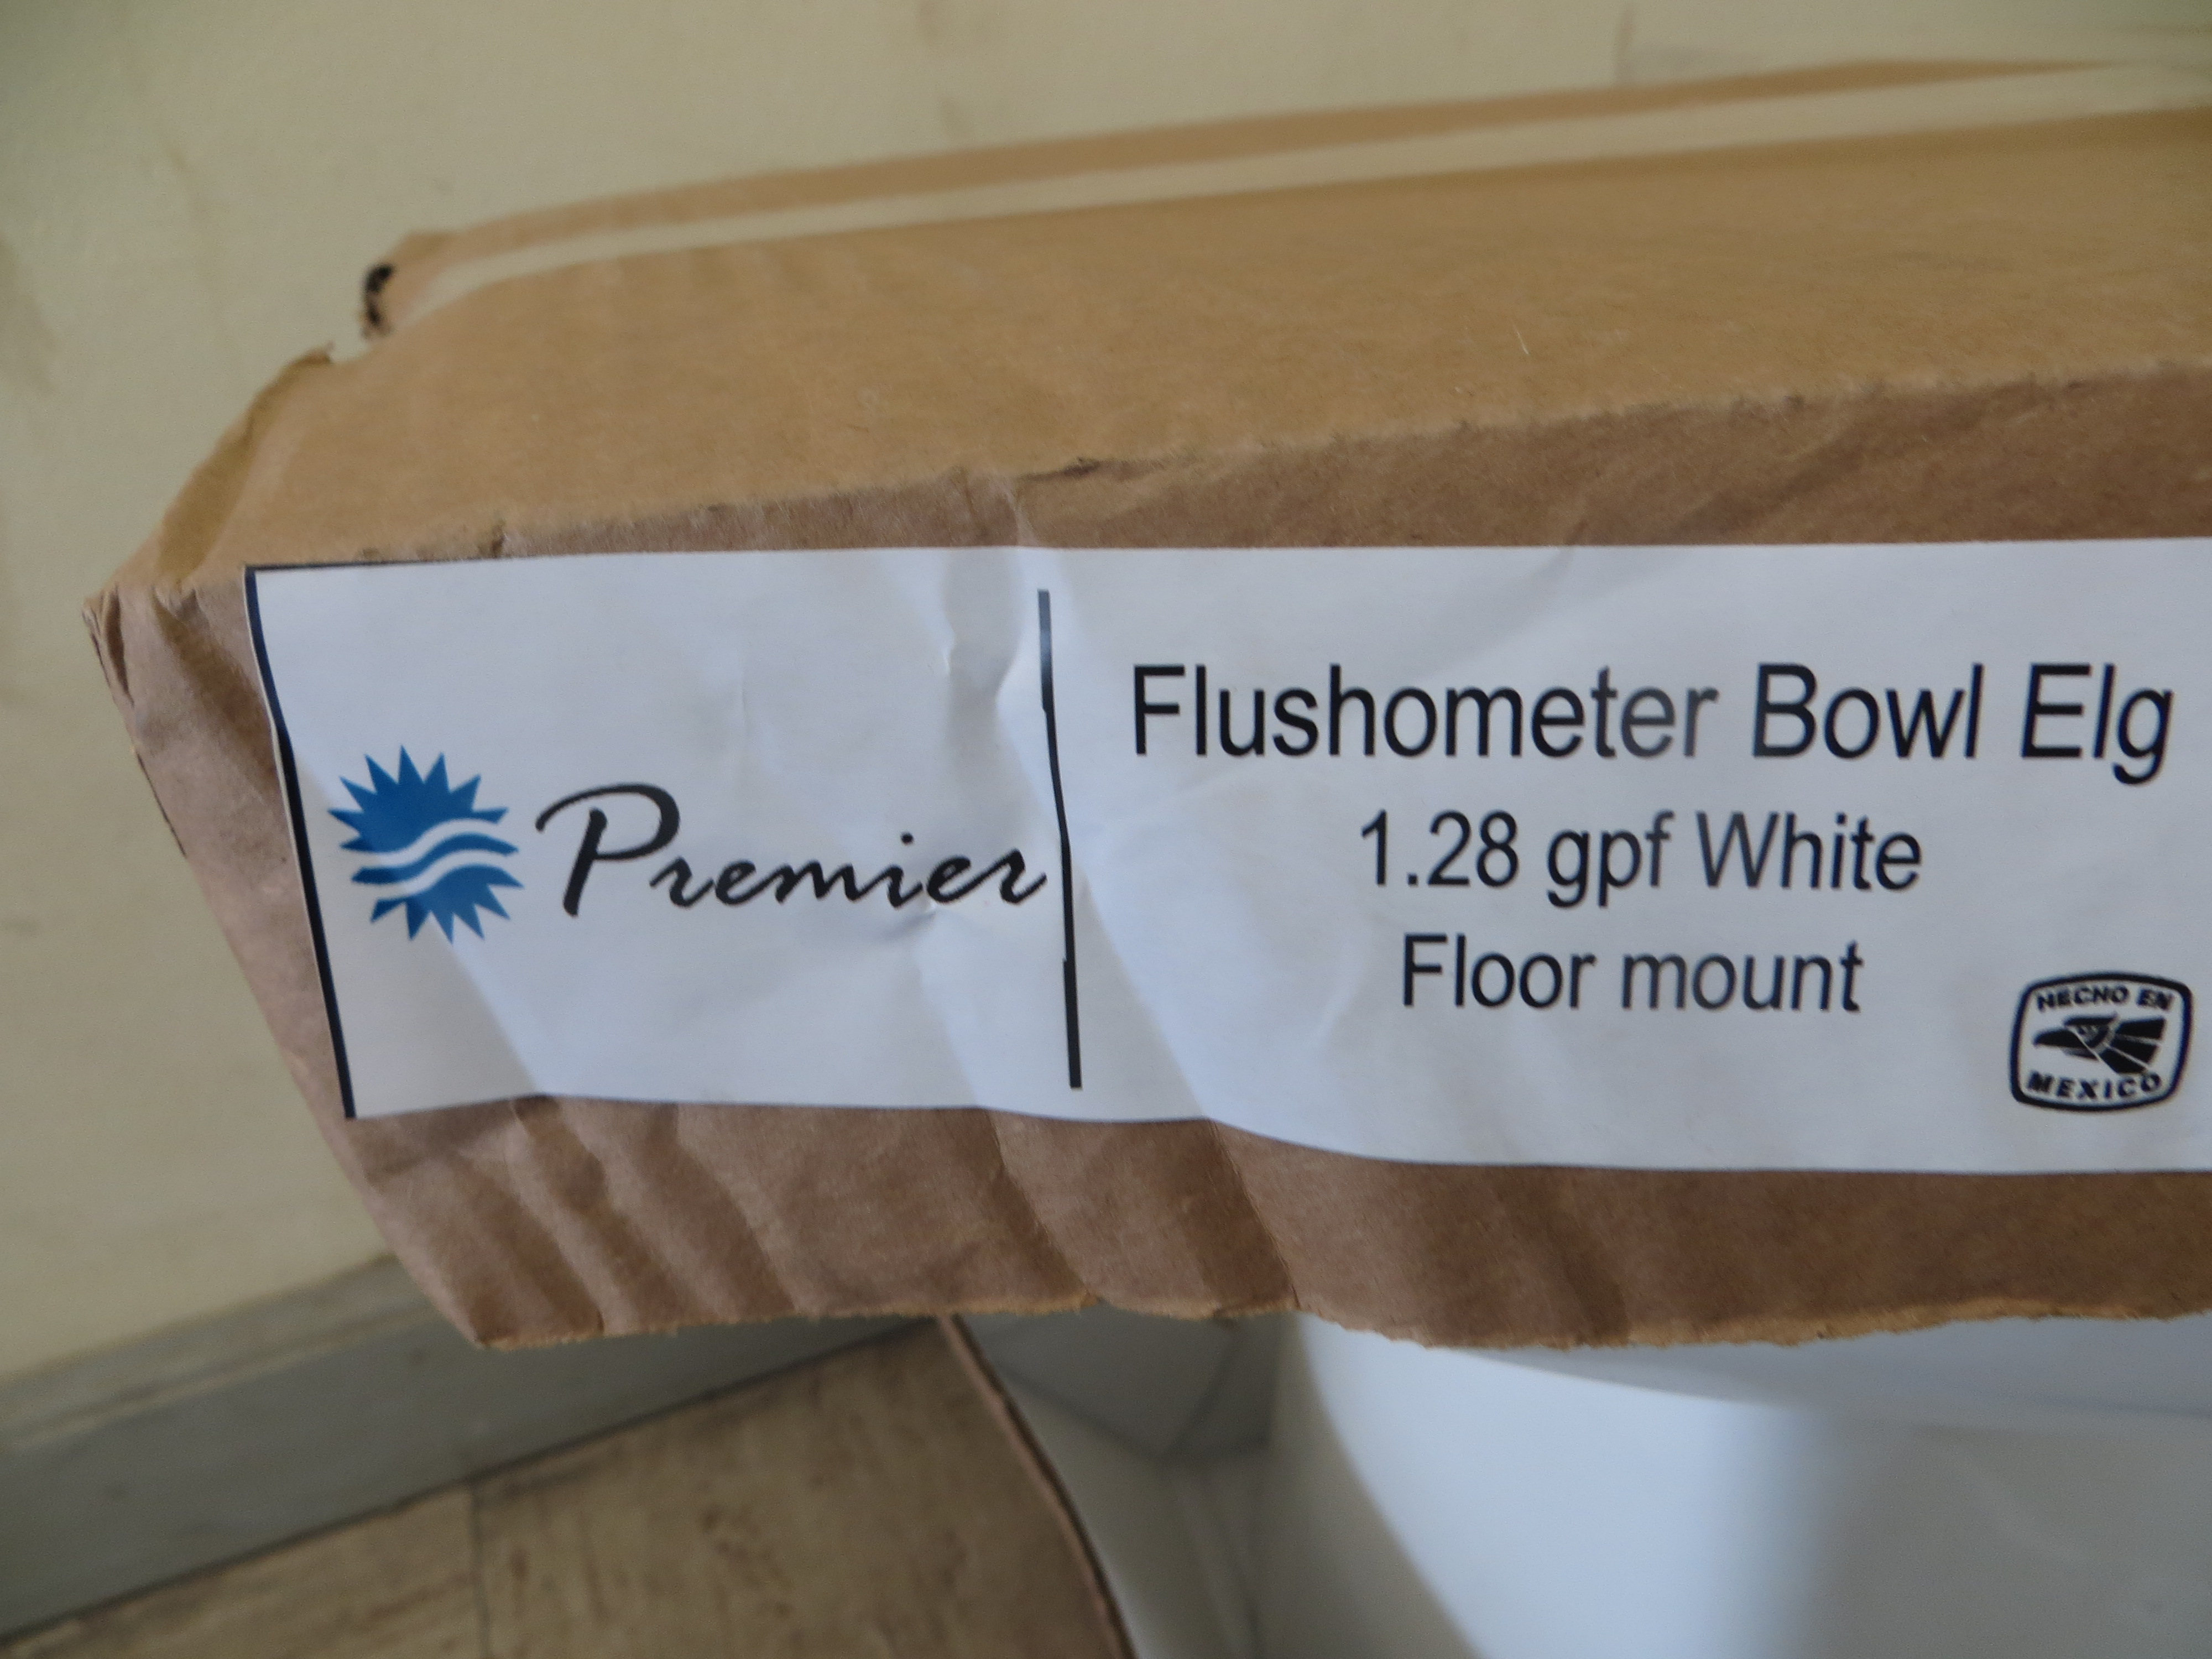 Premier
Flushometer Bowl Elg
1.28 gpf White
Floor mount
HECHO EN
MEXICO